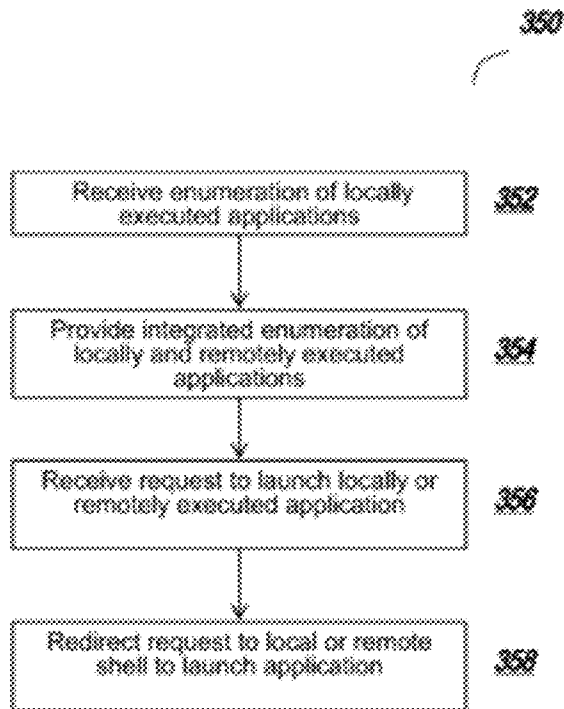 350
Receive enumeration of locally
executed applications
352
Provide integrated enumeration of
locally and remotely executed
applications
354
Receive request to launch locally or
remotely executed application
356
Redirect request to local or remote
shell to launch application
358